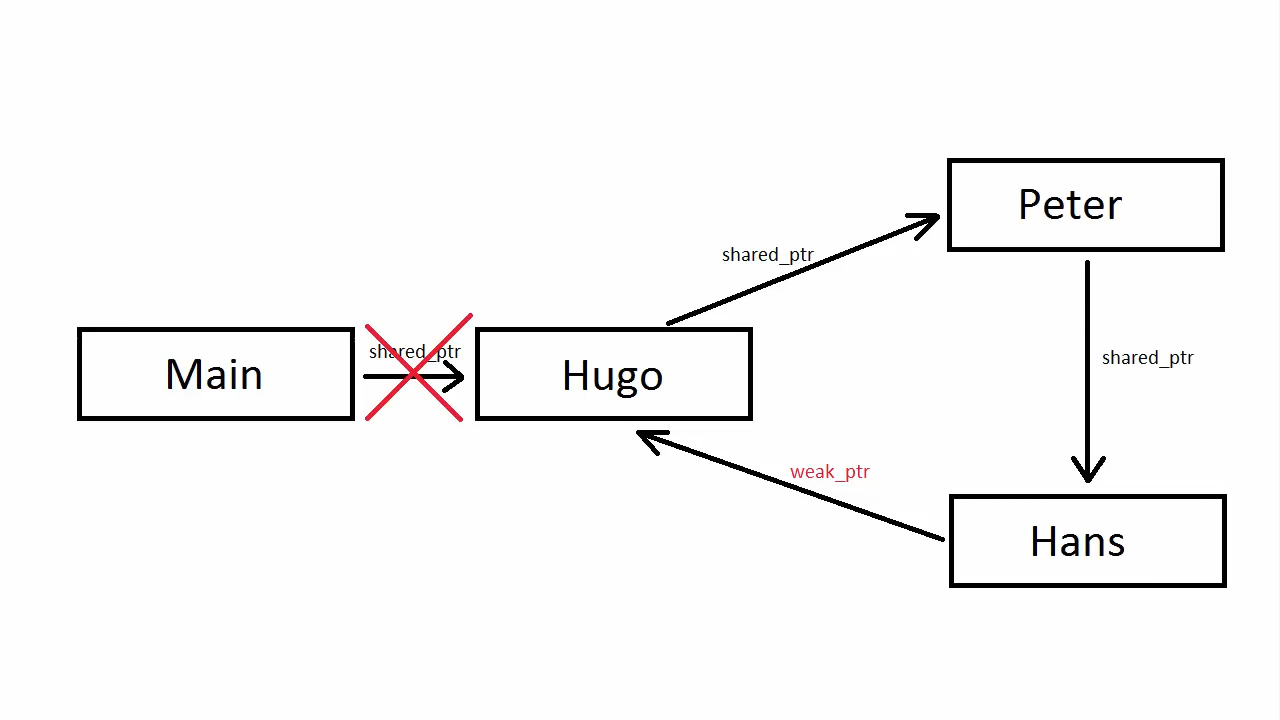 Peter
shared_ptr
shared_ptr
Main
Hugo
shared_ptr
weak_ptr
Hans